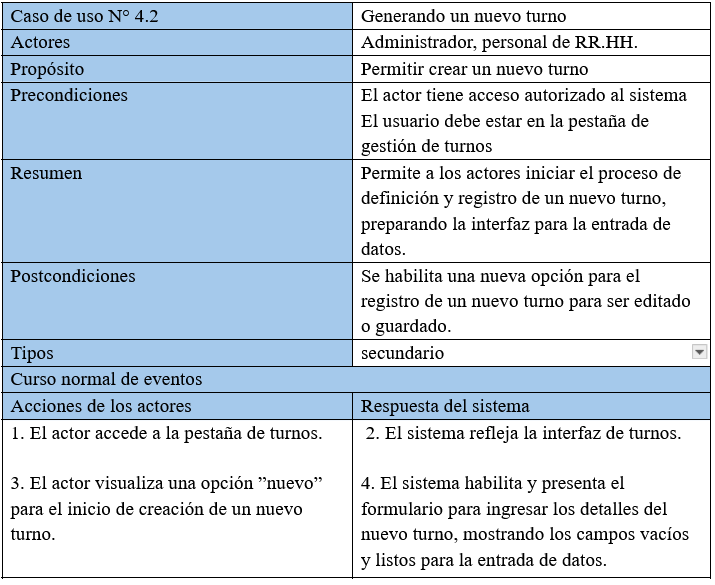 Caso de uso N° 4.2
Generando un nuevo turno
Actores
Administrador, personal de RR.HH.
Propósito
Permitir crear un nuevo turno
Precondiciones
El actor tiene acceso autorizado al sistema
El usuario debe estar en la pestaña de
gestión de turnos
Resumen
Permite a los actores iniciar el proceso de
definición y registro de un nuevo turno,
preparando la interfaz para la entrada de
datos.
Postcondiciones
Se habilita una nueva opción para el
registro de un nuevo turno para ser editado
o guardado.
Tipos
secundario
Curso normal de eventos
Acciones de los actores
Respuesta del sistema
1. El actor accede a la pestaña de turnos.
2. El sistema refleja la interfaz de turnos.
3. El actor visualiza una opción ”nuevo”
para el inicio de creación de un nuevo
turno.
4. El sistema habilita y presenta el
formulario para ingresar los detalles del
nuevo turno, mostrando los campos vacíos
y listos para la entrada de datos.